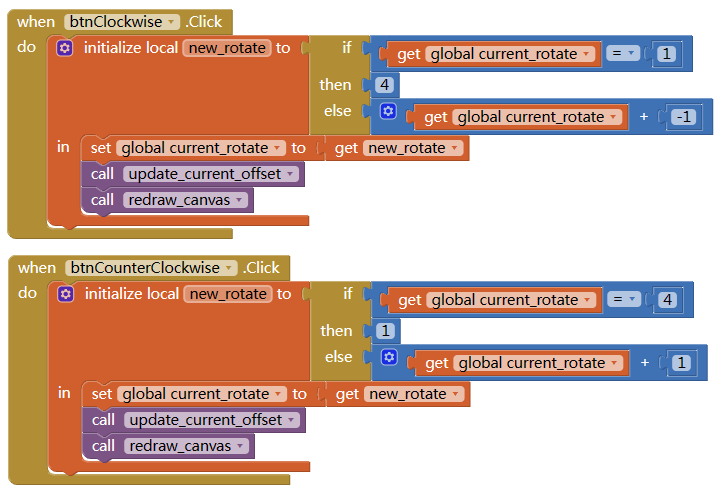 when btnClockwise .Click
do initialize local new_rotate to if get global current_rotate = 1
then 4
else get global current_rotate + -1
in set global current_rotate to get new_rotate
call update_current_offset
call redraw_canvas
when btnCounterClockwise .Click
do initialize local new_rotate to if get global current_rotate = 4
then 1
else get global current_rotate + 1
in set global current_rotate to get new_rotate
call update_current_offset
call redraw_canvas